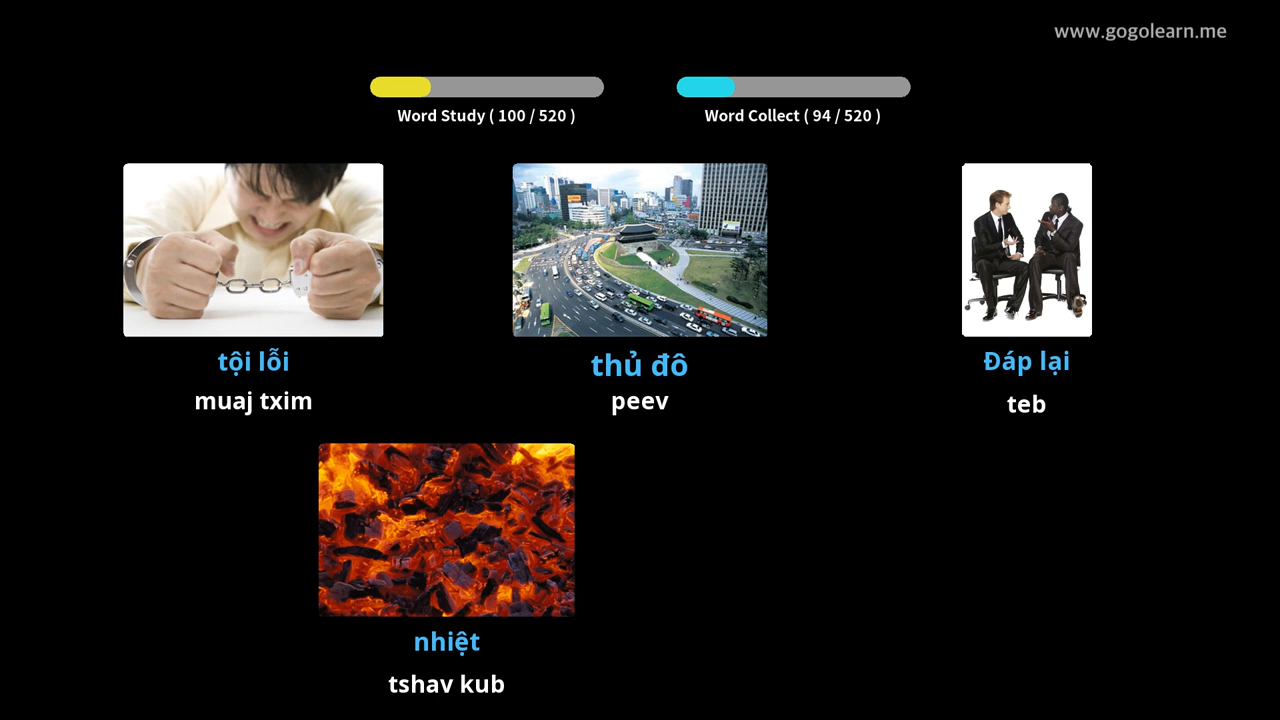 www.gogolearn.me
Word Study ( 100 / 520 )
Word Collect ( 94 / 520 )
tội lỗi
muaj txim
thủ đô
peev
Đáp lại
teb
nhiệt
tshav kub